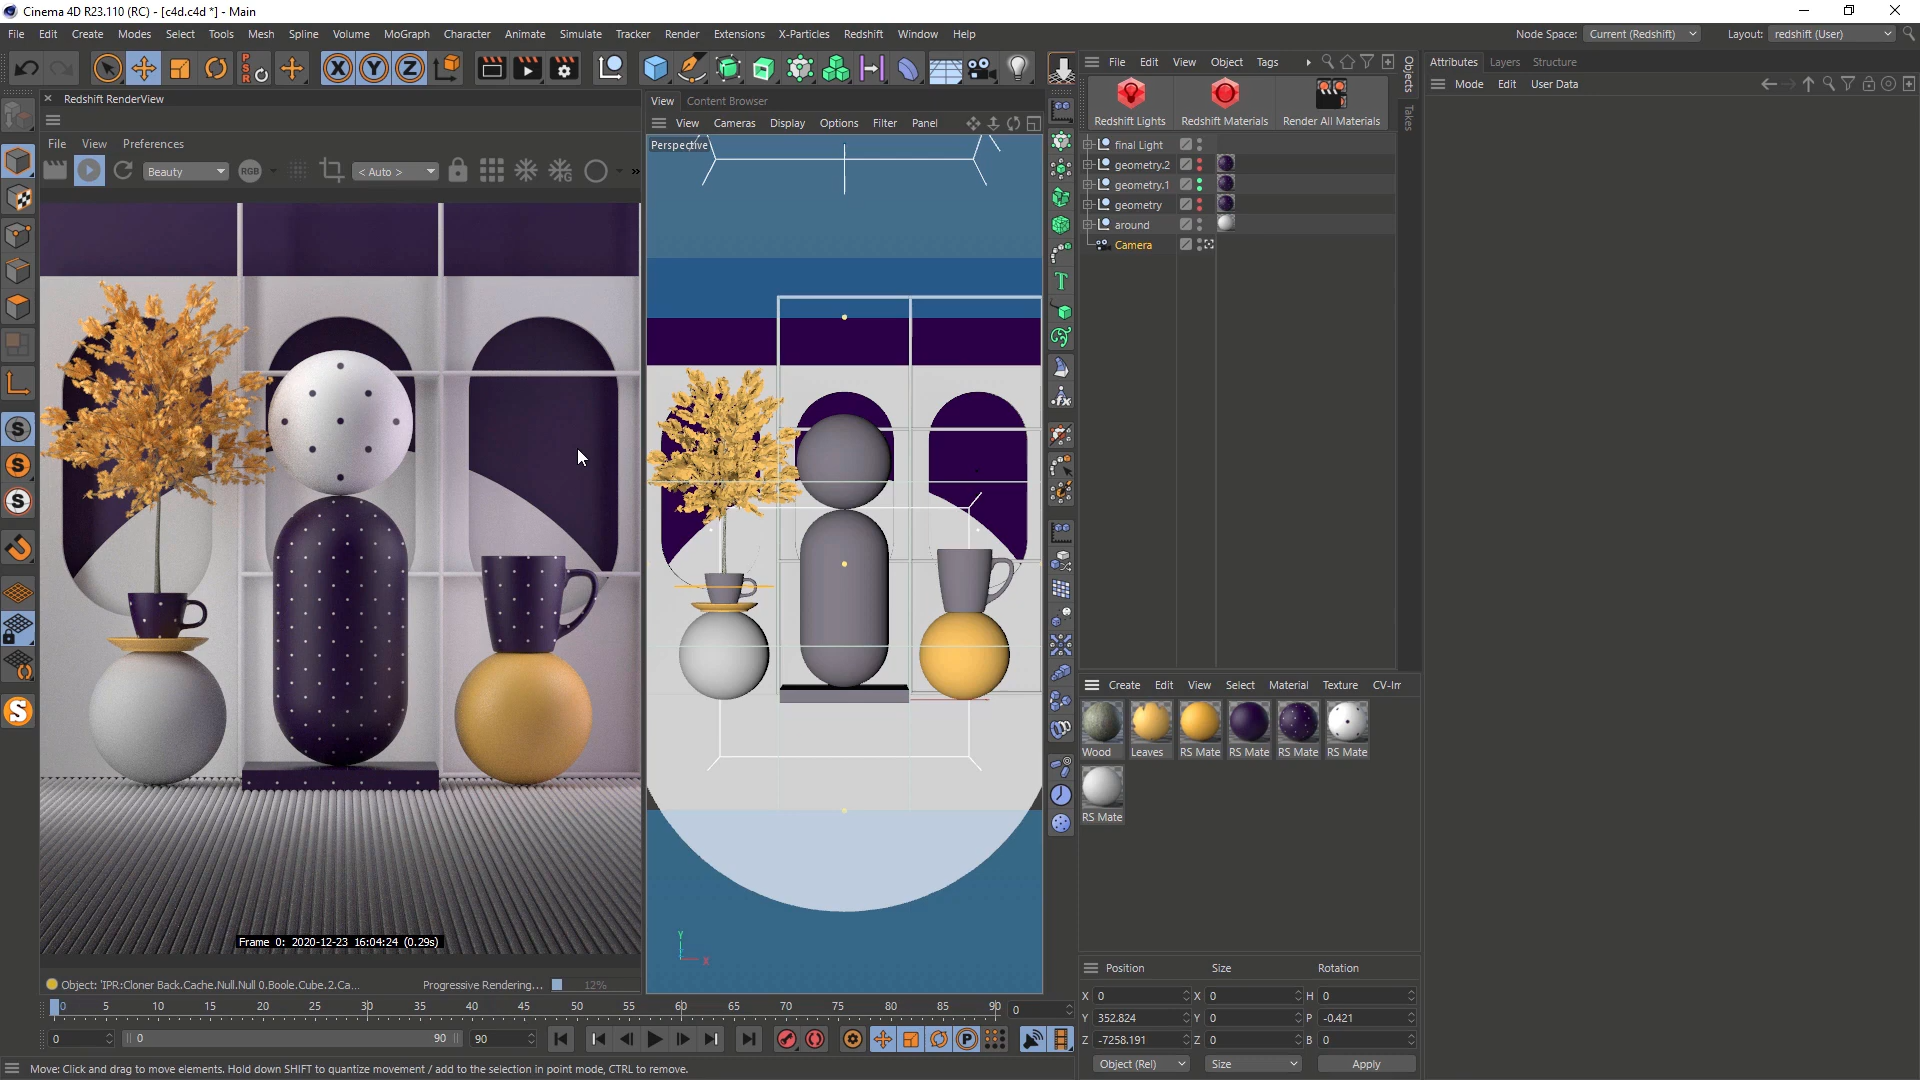 Cinema 4D R23.110 (RC) - [c4d.c4d *] - Main
File Edit Create Modes Select Tools Mesh Spline Volume MoGraph Character Animate Simulate Tracker Render Extensions X-Particles Redshift Window Help
Node Space: Current (Redshift) Layout: redshift (User)
PSR X Y Z
Redshift RenderView
File View Preferences
RGB Beauty < Auto >
View Content Browser
View Cameras Display Options Filter Panel
Perspective
File Edit View Object Tags
Redshift Lights Redshift Materials Render All Materials
final Light
geometry.2
geometry.1
geometry
around
Camera
Objects
Takes
Attributes Layers Structure
Mode Edit User Data
Create Edit View Select Material Texture CV-Ir
Wood Leaves RS Mate RS Mate RS Mate RS Mate
RS Mate
Frame 0: 2020-12-23 16:04:24 (0.29s)
Y
X
Object: 'IPR:Cloner Back.Cache.Null.Null 0.Boole.Cube.2.Ca... Progressive Rendering... 12%
0 5 10 15 20 25 30 35 40 45 50 55 60 65 70 75 80 85 90 0
0 0 90 90
Position Size Rotation
X 0 X 0 H 0
Y 352.824 Y 0 P -0.421
Z -7258.191 Z 0 B 0
Object (Rel) Size Apply
Move: Click and drag to move elements. Hold down SHIFT to quantize movement / add to the selection in point mode, CTRL to remove.